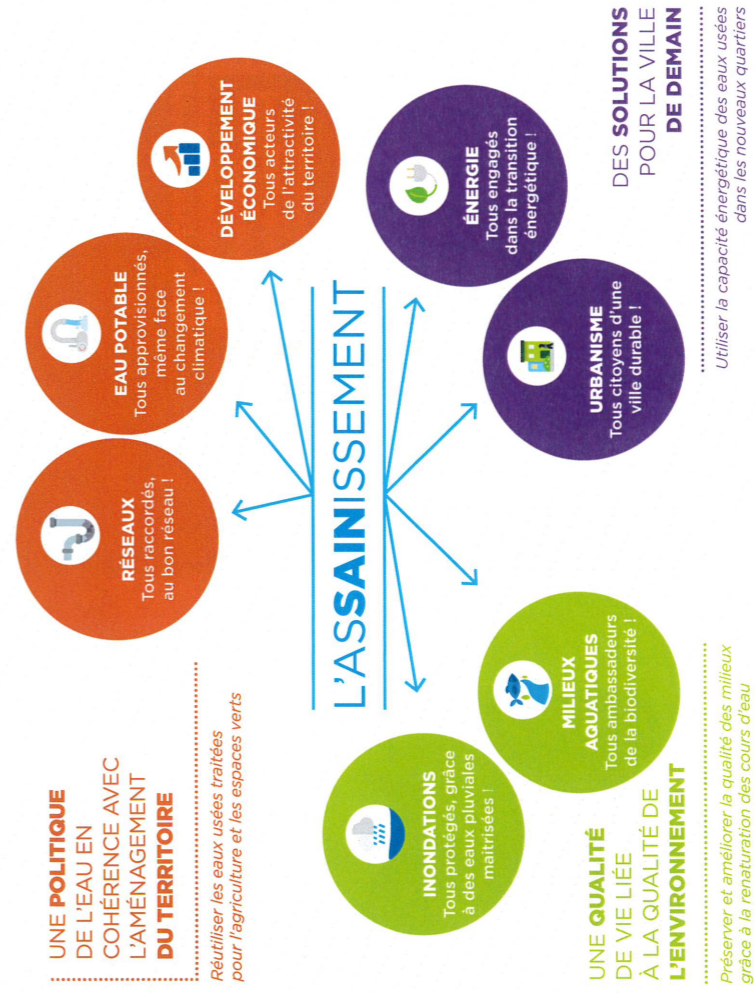 UNE POLITIQUE
DE L'EAU EN
COHÉRENCE AVEC
L'AMÉNAGEMENT
DU TERRITOIRE
Réutiliser les eaux usées traitées
pour l'agriculture et les espaces verts
RÉSEAUX
Tous raccordés,
au bon réseau !
EAU POTABLE
Tous approvisionnés,
même face
au changement
climatique !
DÉVELOPPEMENT
ÉCONOMIQUE
Tous acteurs
de l'attractivité
du territoire !
L'ASSAINISSEMENT
INONDATIONS
Tous protégés, grâce
à des eaux pluviales
maitrisées !
MILIEUX
AQUATIQUES
Tous ambassadeurs
de la biodiversité !
URBANISME
Tous citoyens d'une
ville durable !
ÉNERGIE
Tous engagés
dans la transition
énergétique !
UNE QUALITÉ
DE VIE LIÉE
À LA QUALITÉ DE
L'ENVIRONNEMENT
Préserver et améliorer la qualité des milieux
grâce à la renaturation des cours d'eau
DES SOLUTIONS
POUR LA VILLE
DE DEMAIN
Utiliser la capacité énergétique des eaux usées
dans les nouveaux quartiers